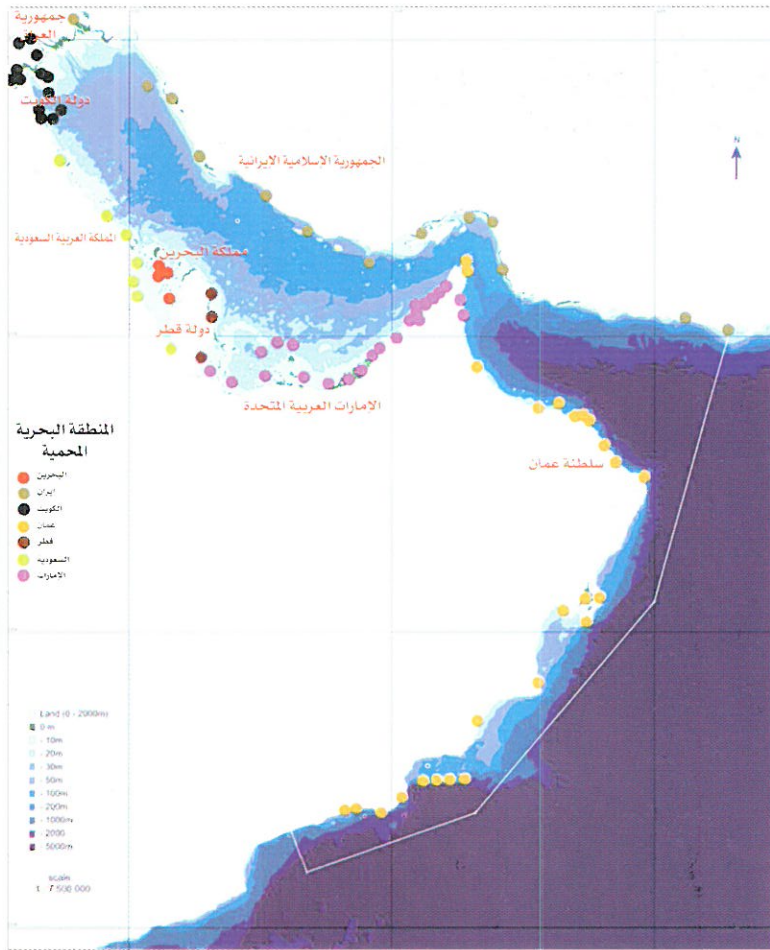 جمهورية
العراق
دولة الكويت
الجمهورية الاسلامية الإيرانية
المملكة العربية السعودية
مملكة البحرين
دولة قطر
الامارات العربية المتحدة
سلطنة عمان
N
المنطقة البحرية
المحمية
البحرين
ايران
الكويت
عمان
قطر
السعودية
الامارات
Land (0 - 2000m)
0 m
- 10m
- 20m
- 30m
- 50m
- 100m
- 200m
- 1000m
- 2000
- 5000m
scale
1: 7 500 000